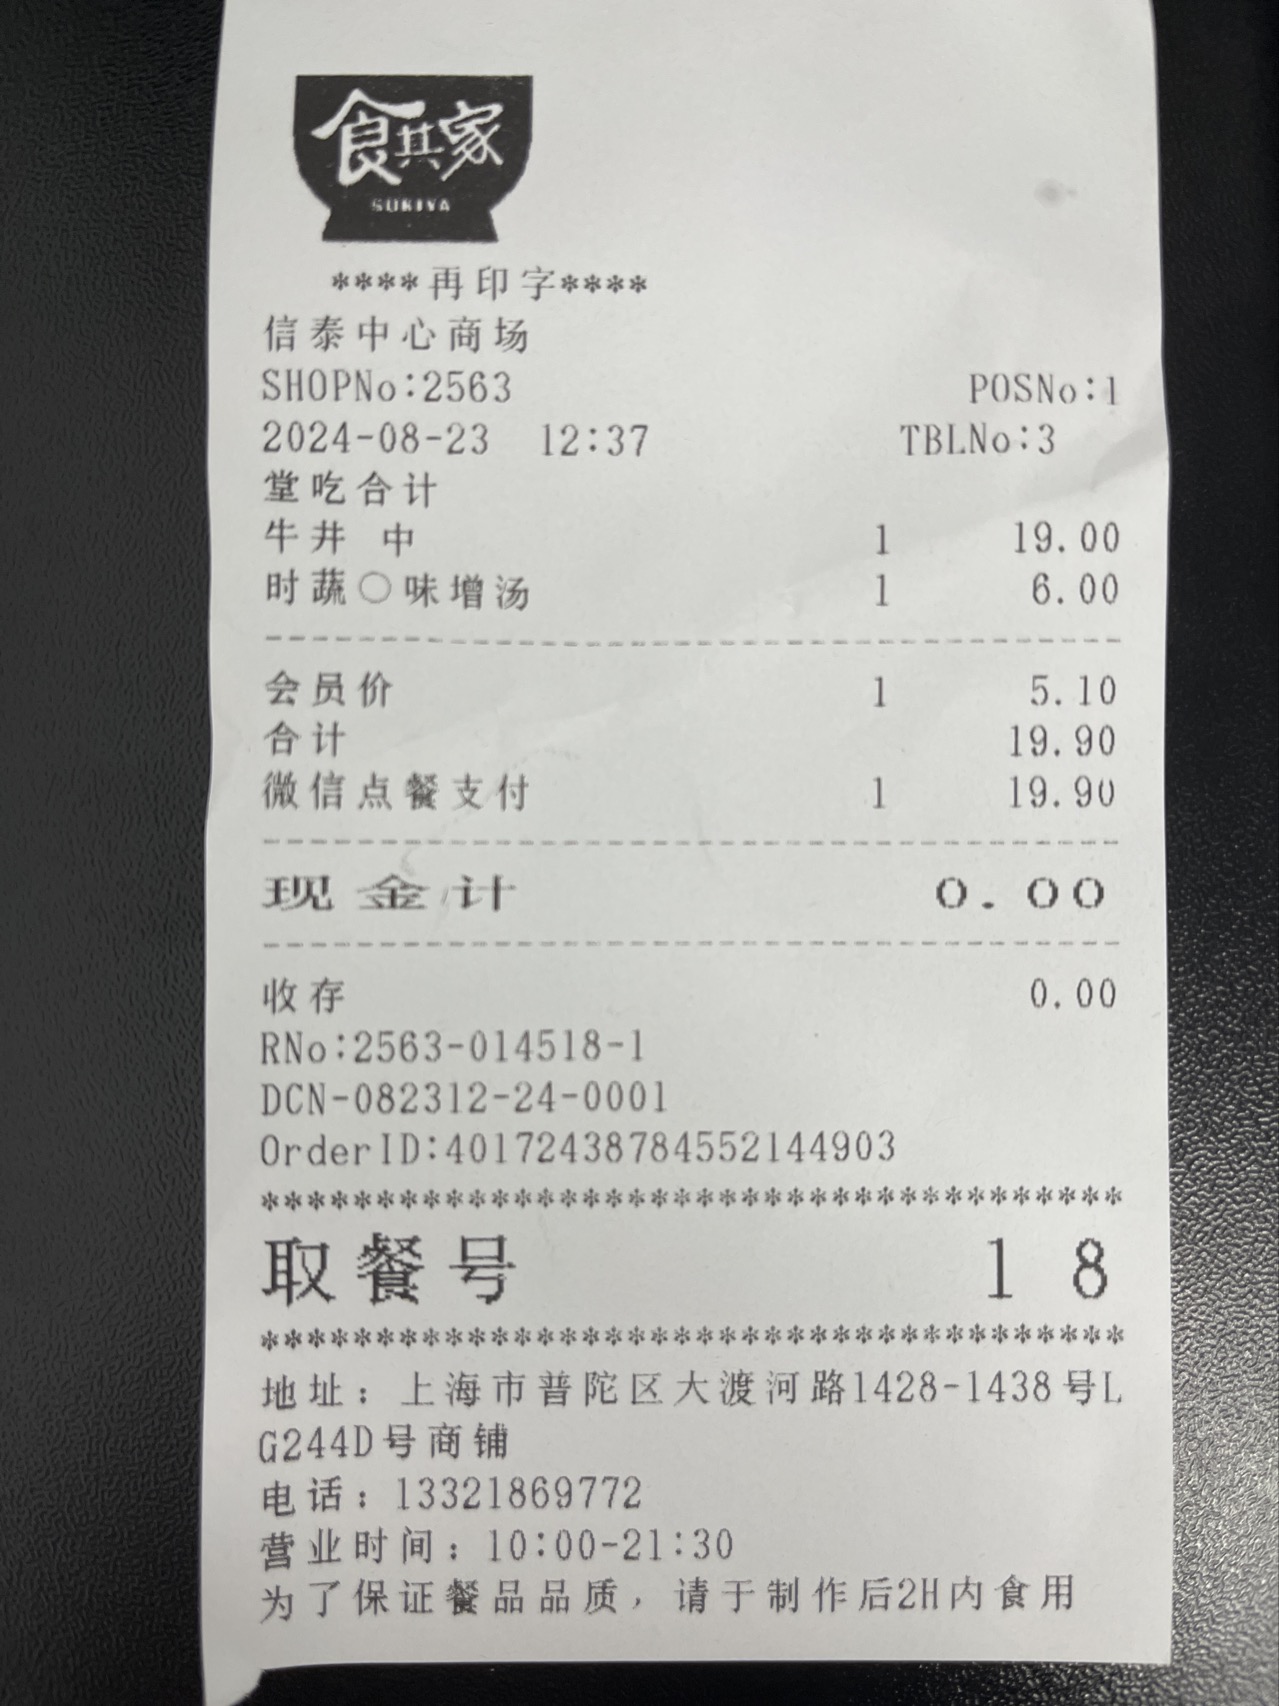 食其家
SUKIYA
****再印字****
信泰中心商场
SHOPNo:2563 POSNo:1
2024-08-23 12:37 TBLNo:3
堂吃合计
牛丼 中 1 19.00
时蔬〇味增汤 1 6.00
会员价 1 5.10
合计 19.90
微信点餐支付 1 19.90
现金计 0.00
收存 0.00
RNo:2563-014518-1
DCN-082312-24-0001
OrderID:40172438784552144903
取餐号 18
地址：上海市普陀区大渡河路1428-1438号L
G244D号商铺
电话：13321869772
营业时间：10:00-21:30
为了保证餐品品质，请于制作后2H内食用